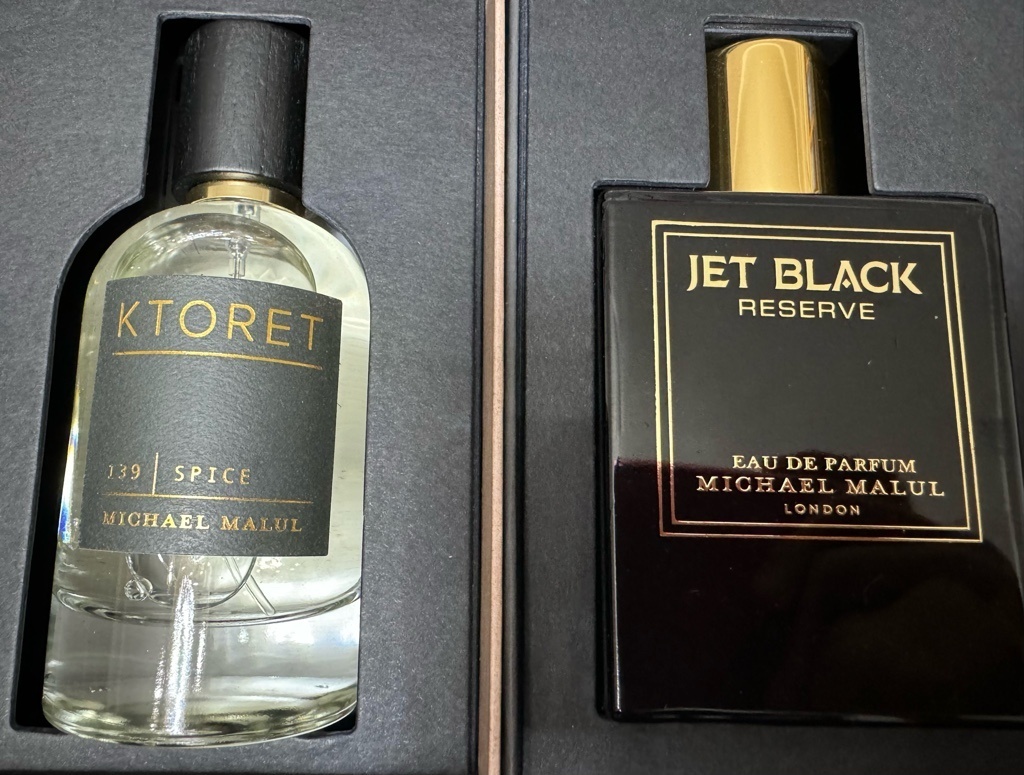 KTORET
139 | SPICE
MICHAEL MALUL
JET BLACK
RESERVE
EAU DE PARFUM
MICHAEL MALUL
LONDON